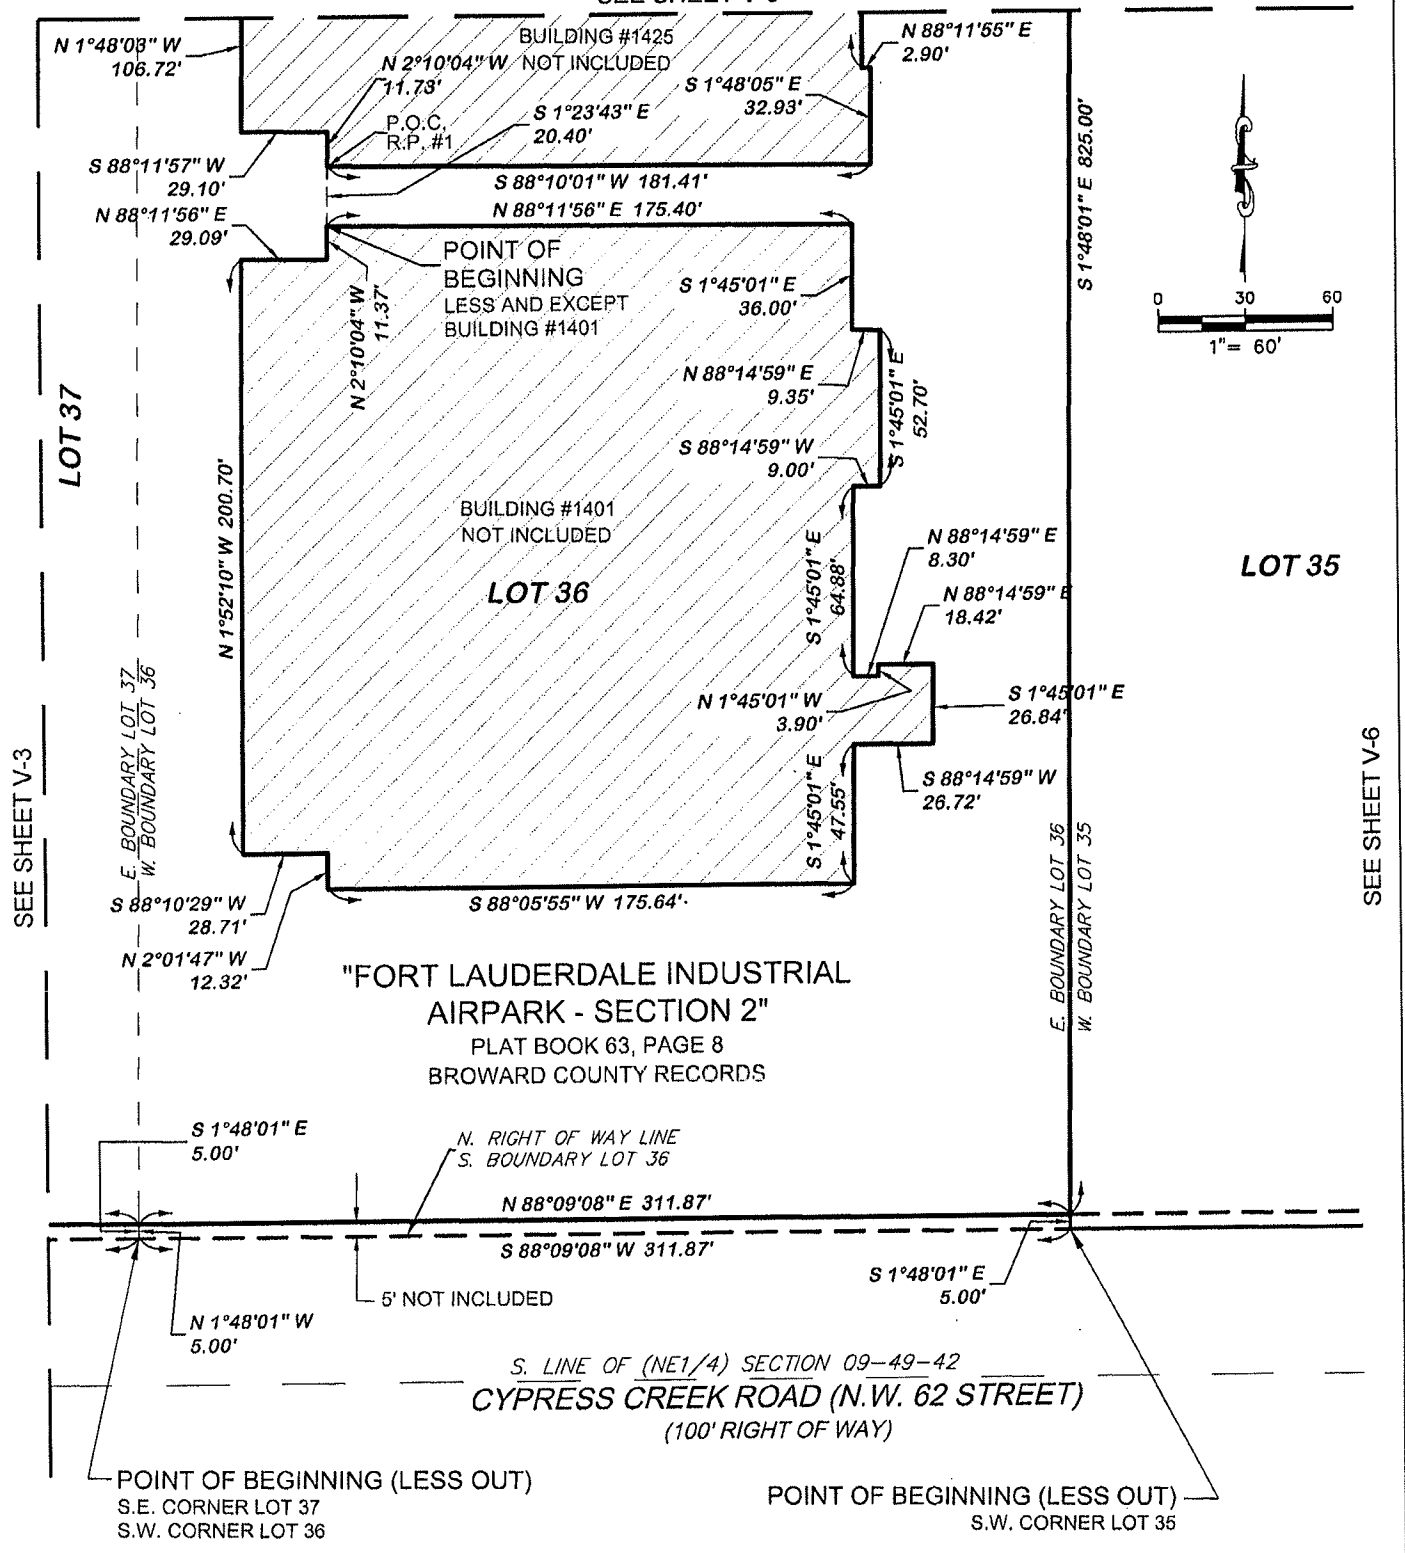 N 1°48'03" W
106.72'
BUILDING #1425
NOT INCLUDED
N 88°11'55" E
2.90'
N 2°10'04" W
11.73'
S 1°48'05" E
32.93'
S 1°23'43" E
20.40'
P.O.C.
R.P. #1
S 88°11'57" W
29.10'
S 88°10'01" W 181.41'
N 88°11'56" E 175.40'
N 88°11'56" E
29.09'
S 1°48'01" E 825.00'
POINT OF
BEGINNING
LESS AND EXCEPT
BUILDING #1401
N 2°10'04" W
11.37'
S 1°45'01" E
36.00'
0 30 60
1"= 60'
N 88°14'59" E
9.35'
S 1°45'01" E
52.70'
LOT 37
S 88°14'59" W
9.00'
N 1°52'10" W 200.70'
BUILDING #1401
NOT INCLUDED
LOT 36
S 1°45'01" E
64.88'
N 88°14'59" E
8.30'
N 88°14'59" E
18.42'
LOT 35
N 1°45'01" W
3.90'
S 1°45'01" E
26.84'
S 88°14'59" W
26.72'
S 1°45'01" E
47.55'
E. BOUNDARY LOT 37
W. BOUNDARY LOT 36
SEE SHEET V-3
SEE SHEET V-6
S 88°10'29" W
28.71'
S 88°05'55" W 175.64'
N 2°01'47" W
12.32'
E. BOUNDARY LOT 36
W. BOUNDARY LOT 35
"FORT LAUDERDALE INDUSTRIAL
AIRPARK - SECTION 2"
PLAT BOOK 63, PAGE 8
BROWARD COUNTY RECORDS
S 1°48'01" E
5.00'
N. RIGHT OF WAY LINE
S. BOUNDARY LOT 36
N 88°09'08" E 311.87'
S 88°09'08" W 311.87'
S 1°48'01" E
5.00'
5' NOT INCLUDED
N 1°48'01" W
5.00'
S. LINE OF (NE1/4) SECTION 09-49-42
CYPRESS CREEK ROAD (N.W. 62 STREET)
(100' RIGHT OF WAY)
POINT OF BEGINNING (LESS OUT)
S.E. CORNER LOT 37
S.W. CORNER LOT 36
POINT OF BEGINNING (LESS OUT)
S.W. CORNER LOT 35